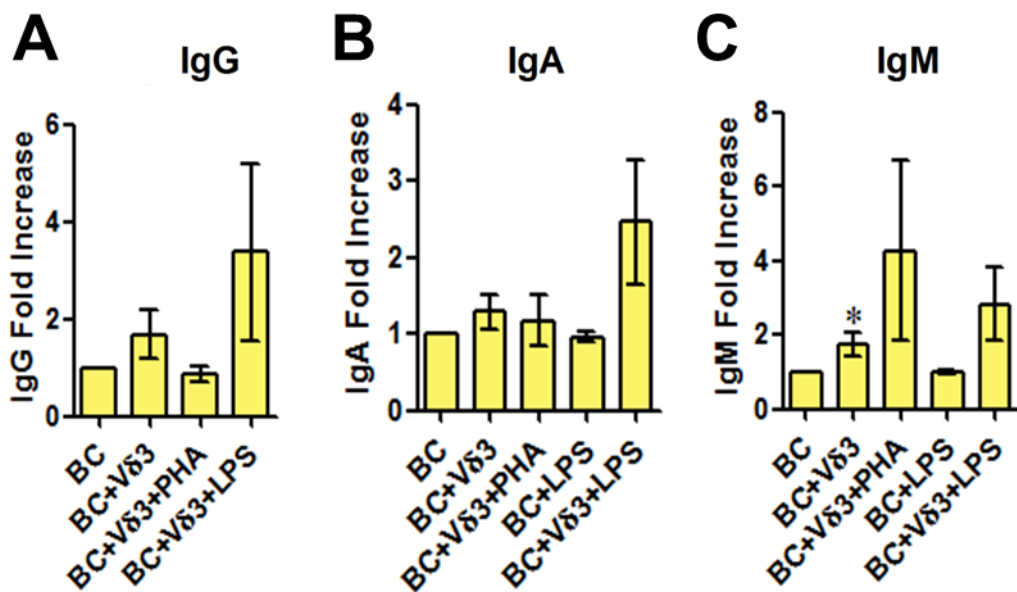 A
IgG
IgG Fold Increase
6
4
2
0
BC
BC+Vδ3
BC+Vδ3+PHA
BC+Vδ3+LPS
B
IgA
IgA Fold Increase
4
3
2
1
0
BC
BC+Vδ3
BC+Vδ3+PHA
BC+LPS
BC+Vδ3+LPS
C
IgM
IgM Fold Increase
8
6
4
2
0
*
BC
BC+Vδ3
BC+Vδ3+PHA
BC+LPS
BC+Vδ3+LPS